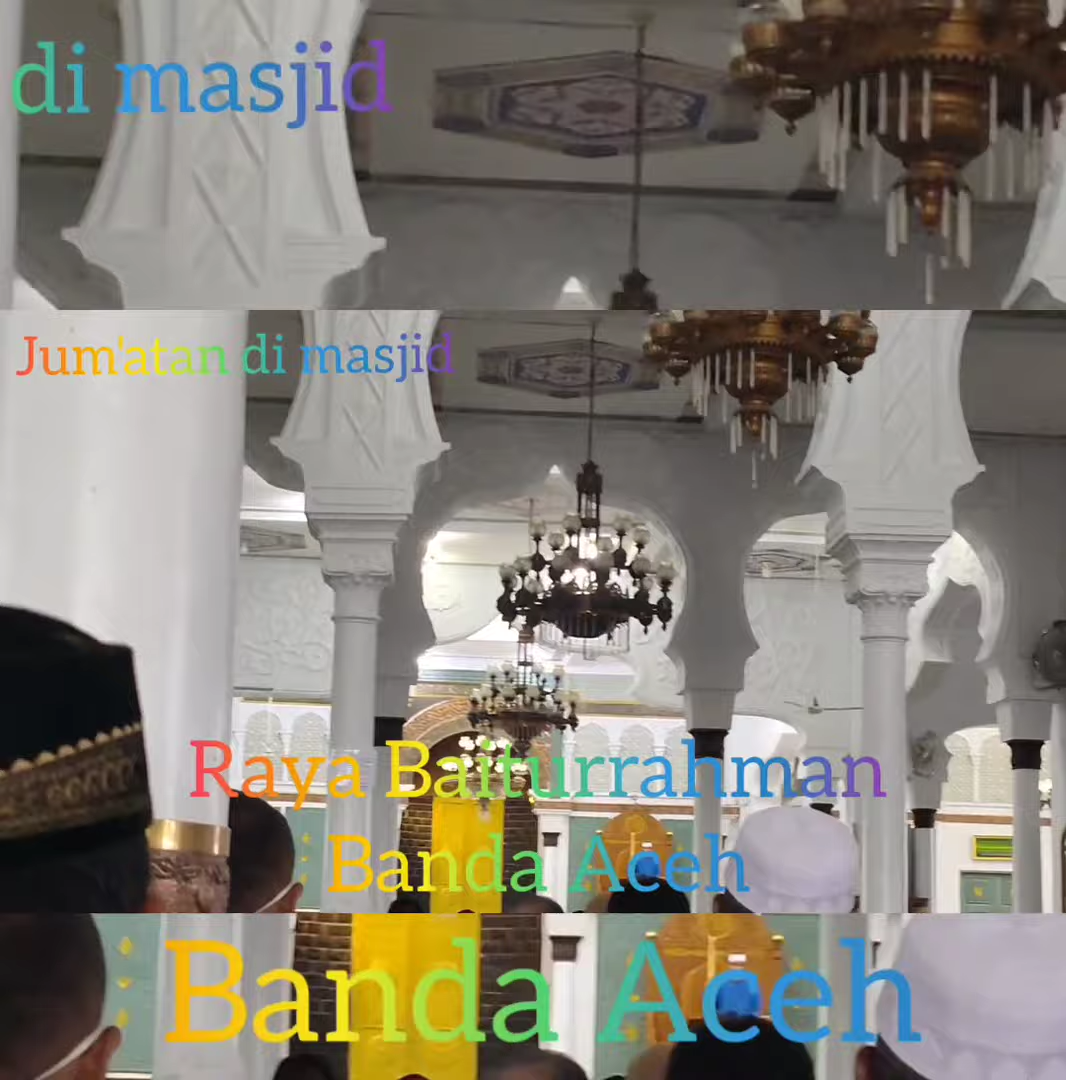 di masjid
Jum'atan di masjid
Raya Baiturrahman
Banda Aceh
Banda Aceh